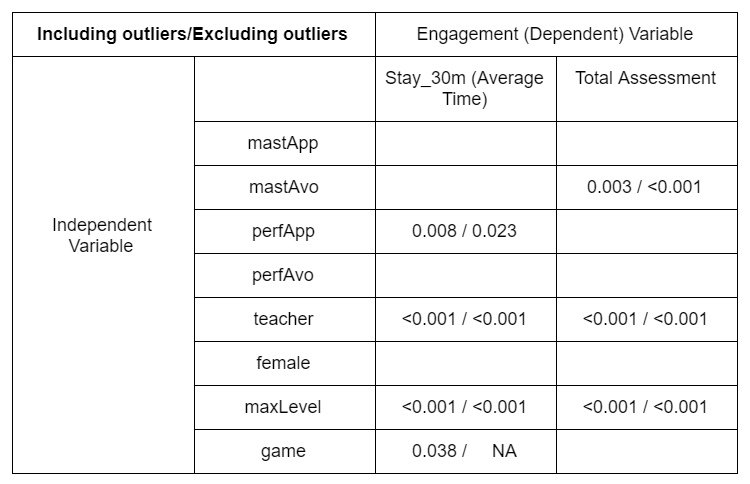 Including outliers/Excluding outliers
Engagement (Dependent) Variable
Stay_30m (Average
Time)
Total Assessment
Independent
Variable
mastApp
mastAvo
0.003 / <0.001
perfApp
0.008 / 0.023
perfAvo
teacher
<0.001 / <0.001
<0.001 / <0.001
female
maxLevel
<0.001 / <0.001
<0.001 / <0.001
game
0.038 / NA